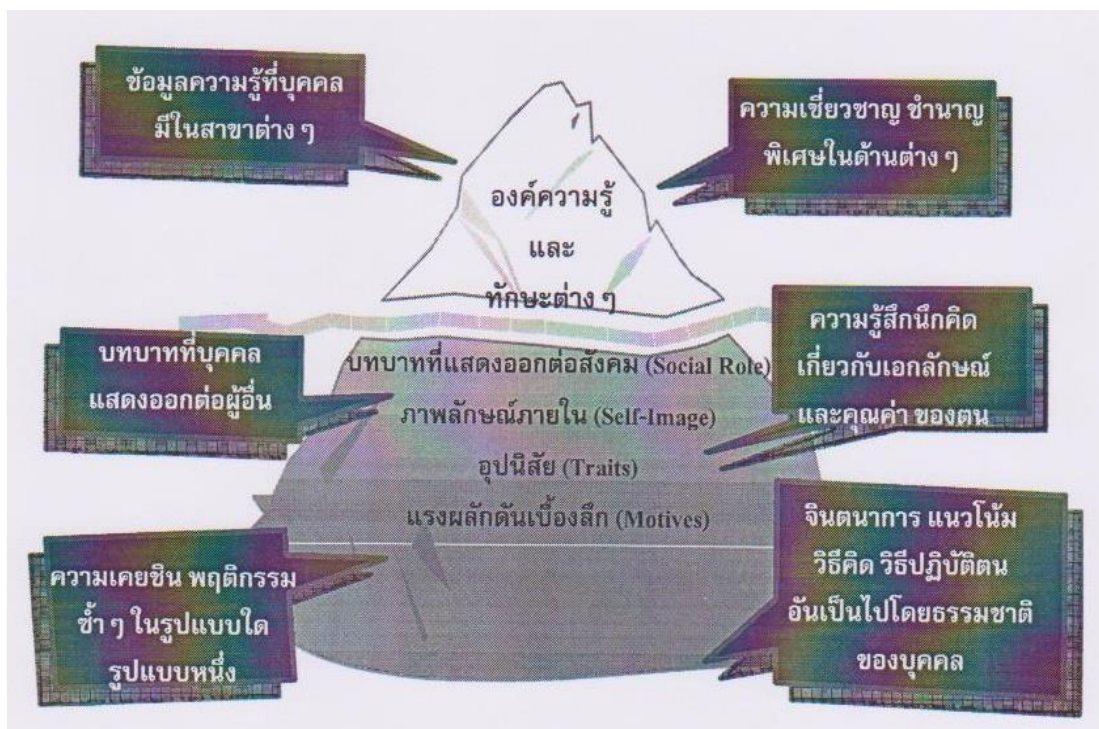 ข้อมูลความรู้ที่บุคคล
มีในสาขาต่าง ๆ
ความเชี่ยวชาญ ชำนาญ
พิเศษในด้านต่าง ๆ
องค์ความรู้
และ
ทักษะต่าง ๆ
บทบาทที่บุคคล
แสดงออกต่อผู้อื่น
บทบาทที่แสดงออกต่อสังคม (Social Role)
ภาพลักษณ์ภายใน (Self-Image)
อุปนิสัย (Traits)
แรงผลักดันเบื้องลึก (Motives)
ความรู้สึกนึกคิด
เกี่ยวกับเอกลักษณ์
และคุณค่า ของตน
ความเคยชิน พฤติกรรม
ซ้ำ ๆ ในรูปแบบใด
รูปแบบหนึ่ง
จินตนาการ แนวโน้ม
วิธีคิด วิธีปฏิบัติตน
อันเป็นไปโดยธรรมชาติ
ของบุคคล